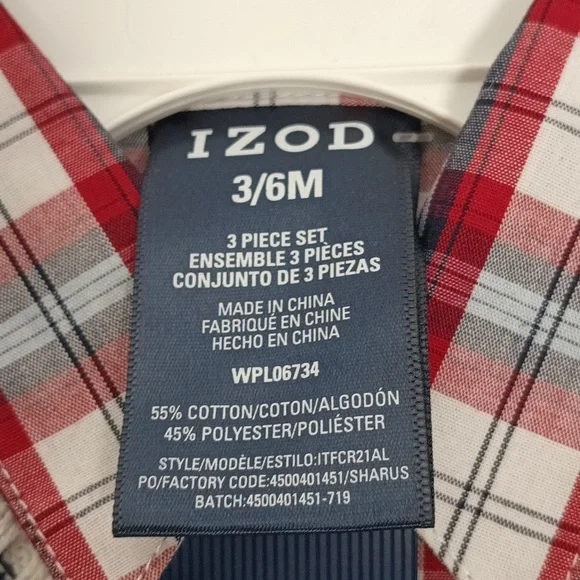 IZOD
3/6M
3 PIECE SET
ENSEMBLE 3 PIÈCES
CONJUNTO DE 3 PIEZAS
MADE IN CHINA
FABRIQUÉ EN CHINE
HECHO EN CHINA
WPL06734
55% COTTON/COTON/ALGODÓN
45% POLYESTER/POLIÉSTER
STYLE/MODÈLE/ESTILO:ITFCR21AL
PO/FACTORY CODE:4500401451/SHARUS
BATCH:4500401451-719